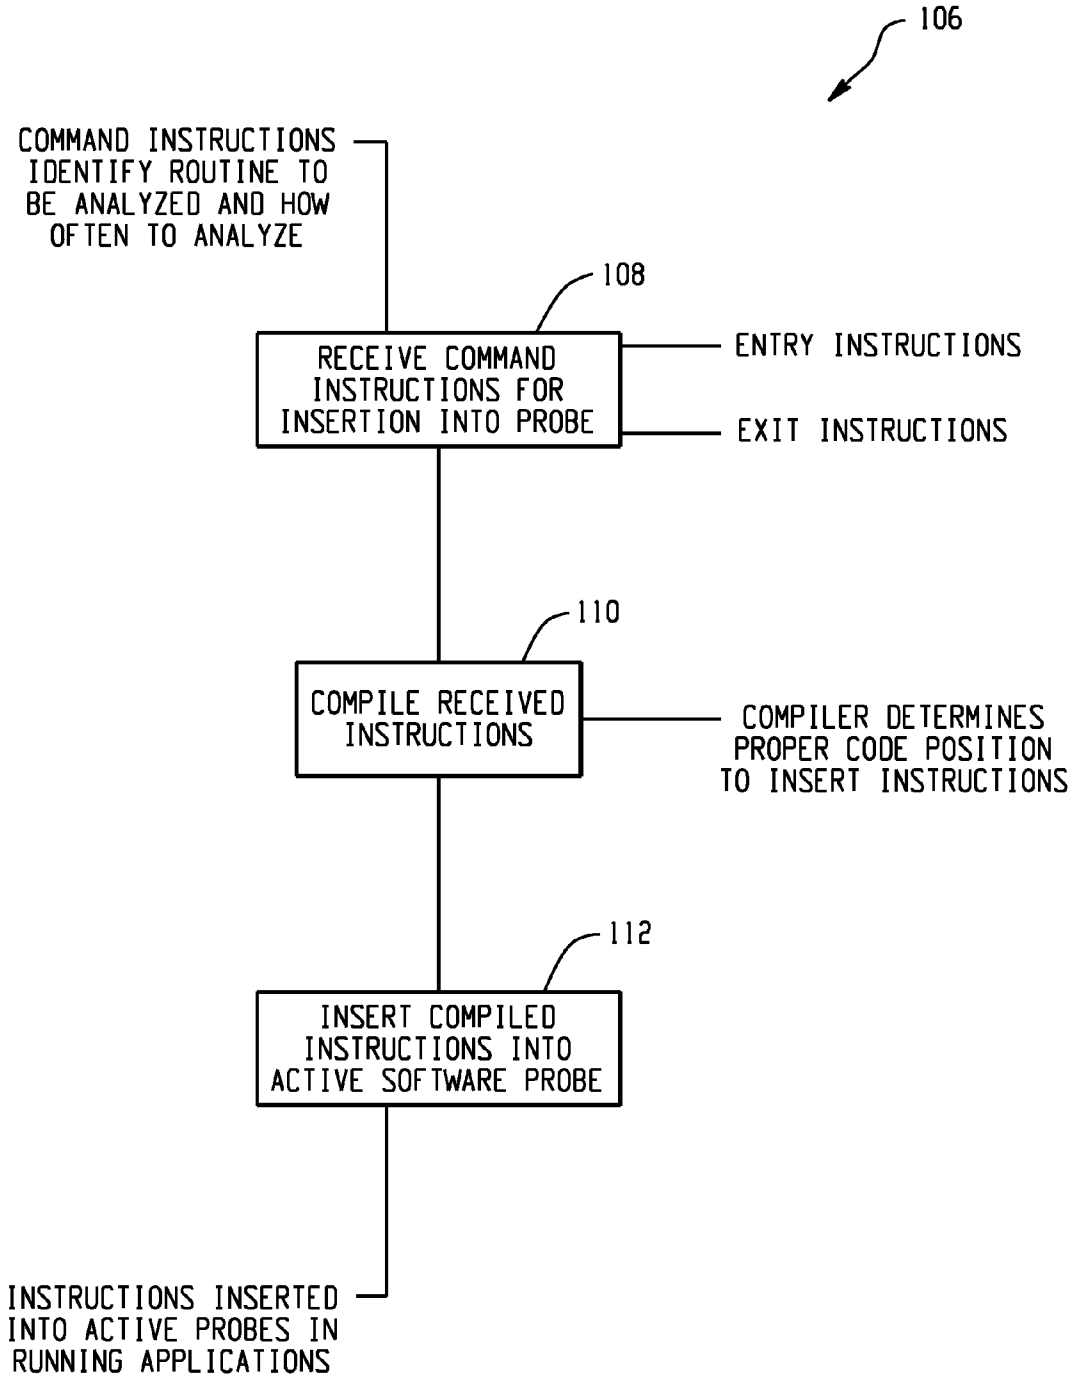 106
COMMAND INSTRUCTIONS
IDENTIFY ROUTINE TO
BE ANALYZED AND HOW
OFTEN TO ANALYZE
108
RECEIVE COMMAND
INSTRUCTIONS FOR
INSERTION INTO PROBE
ENTRY INSTRUCTIONS
EXIT INSTRUCTIONS
110
COMPILE RECEIVED
INSTRUCTIONS
COMPILER DETERMINES
PROPER CODE POSITION
TO INSERT INSTRUCTIONS
112
INSERT COMPILED
INSTRUCTIONS INTO
ACTIVE SOFTWARE PROBE
INSTRUCTIONS INSERTED
INTO ACTIVE PROBES IN
RUNNING APPLICATIONS